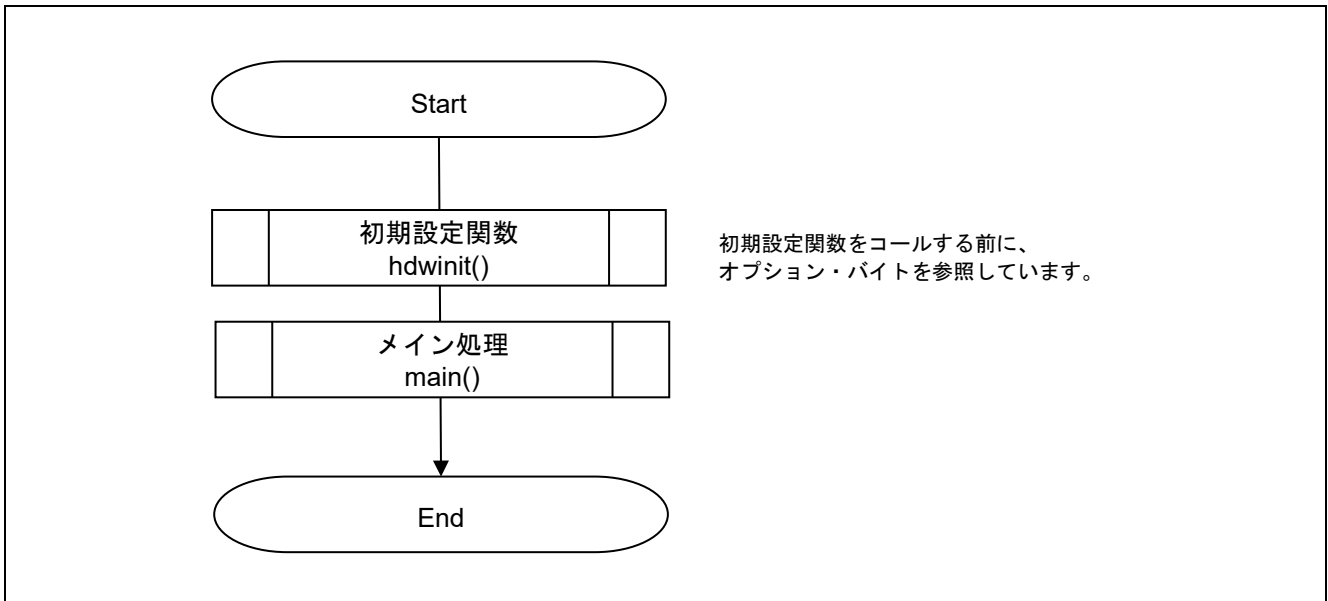 Start
初期設定関数
hdwinit()
初期設定関数をコールする前に、
オプション・バイトを参照しています。
メイン処理
main()
End